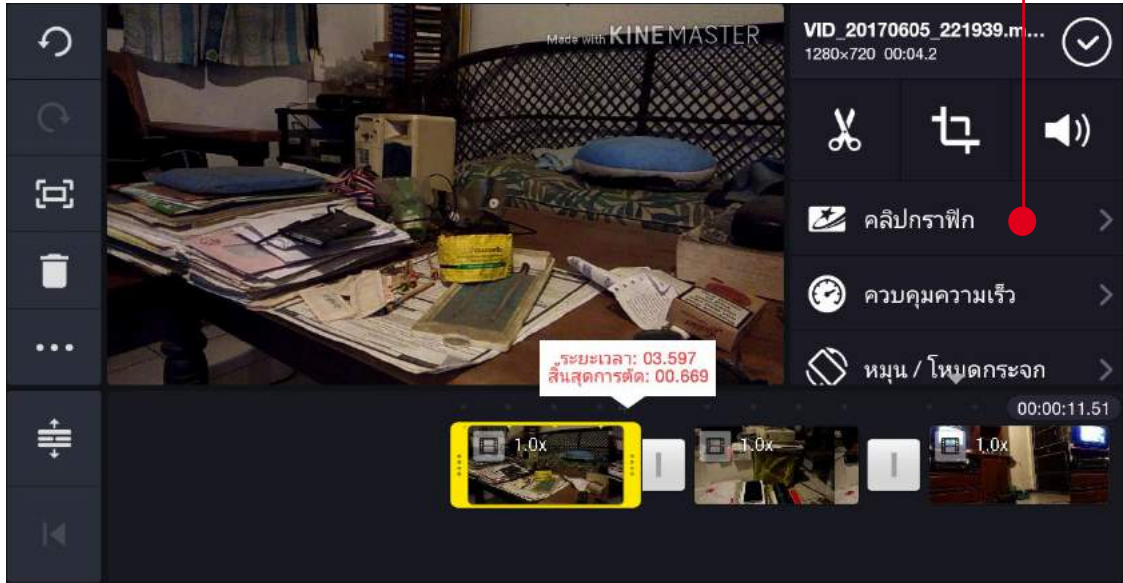 Made with KINEMASTER
VID_20170605_221939.m...
1280×720 00:04.2
คลิปกราฟิก
ควบคุมความเร็ว
หมุน / โหมดกระจก
ระยะเวลา: 03.597
สิ้นสุดการตัด: 00.669
00:00:11.51
1.0x
1.0x
1.0x